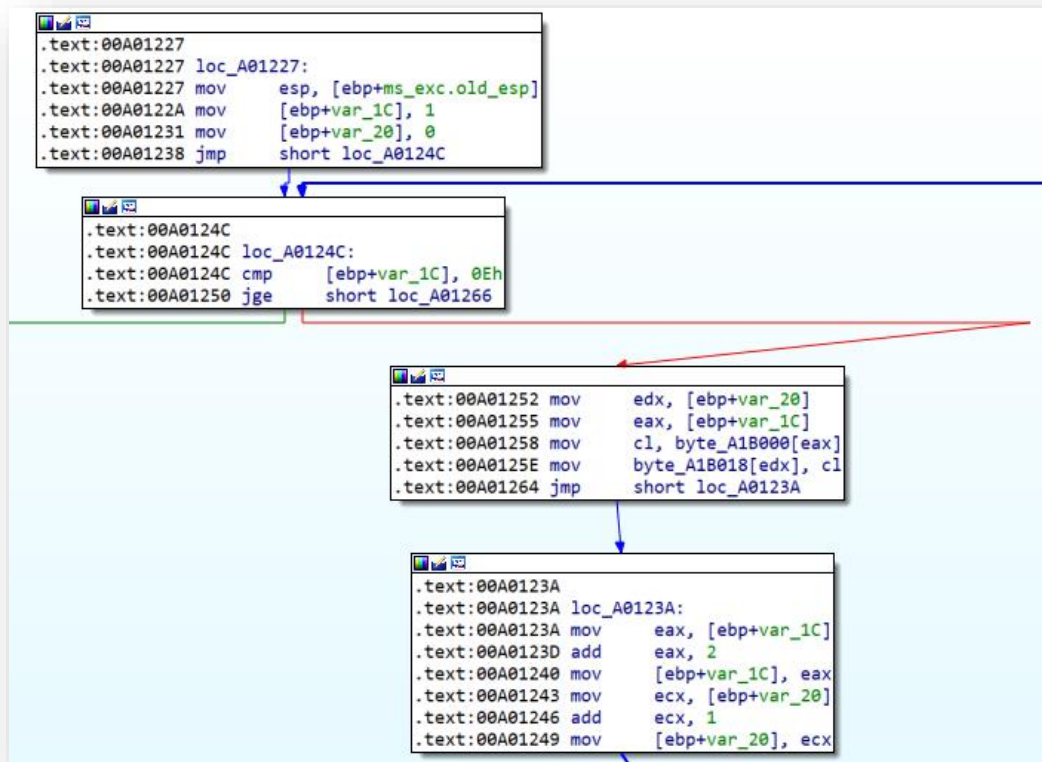 .text:00A01227
.text:00A01227 loc_A01227:
.text:00A01227 mov esp, [ebp+ms_exc.old_esp]
.text:00A0122A mov [ebp+var_1C], 1
.text:00A01231 mov [ebp+var_20], 0
.text:00A01238 jmp short loc_A0124C
.text:00A0124C
.text:00A0124C loc_A0124C:
.text:00A0124C cmp [ebp+var_1C], 0Eh
.text:00A01250 jge short loc_A01266
.text:00A01252 mov edx, [ebp+var_20]
.text:00A01255 mov eax, [ebp+var_1C]
.text:00A01258 mov cl, byte_A1B000[eax]
.text:00A0125E mov byte_A1B018[edx], cl
.text:00A01264 jmp short loc_A0123A
.text:00A0123A
.text:00A0123A loc_A0123A:
.text:00A0123A mov eax, [ebp+var_1C]
.text:00A0123D add eax, 2
.text:00A01240 mov [ebp+var_1C], eax
.text:00A01243 mov ecx, [ebp+var_20]
.text:00A01246 add ecx, 1
.text:00A01249 mov [ebp+var_20], ecx